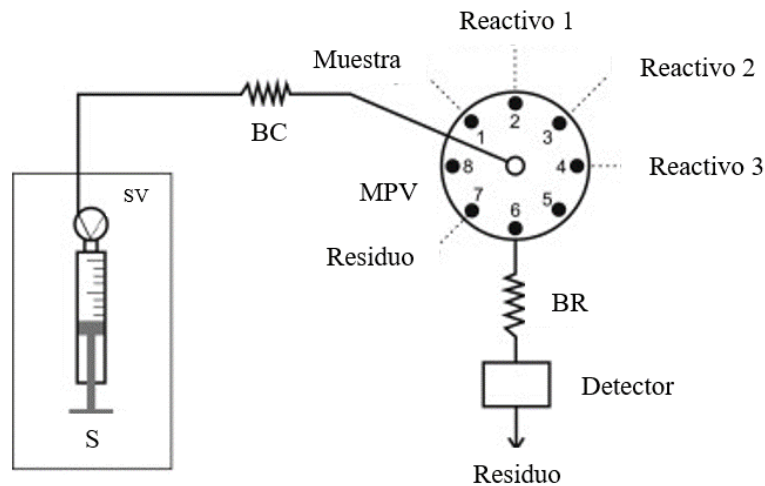 Reactivo 1
Muestra
Reactivo 2
BC
1
2
3
8
4
Reactivo 3
SV
MPV
7
6
5
Residuo
BR
Detector
S
Residuo